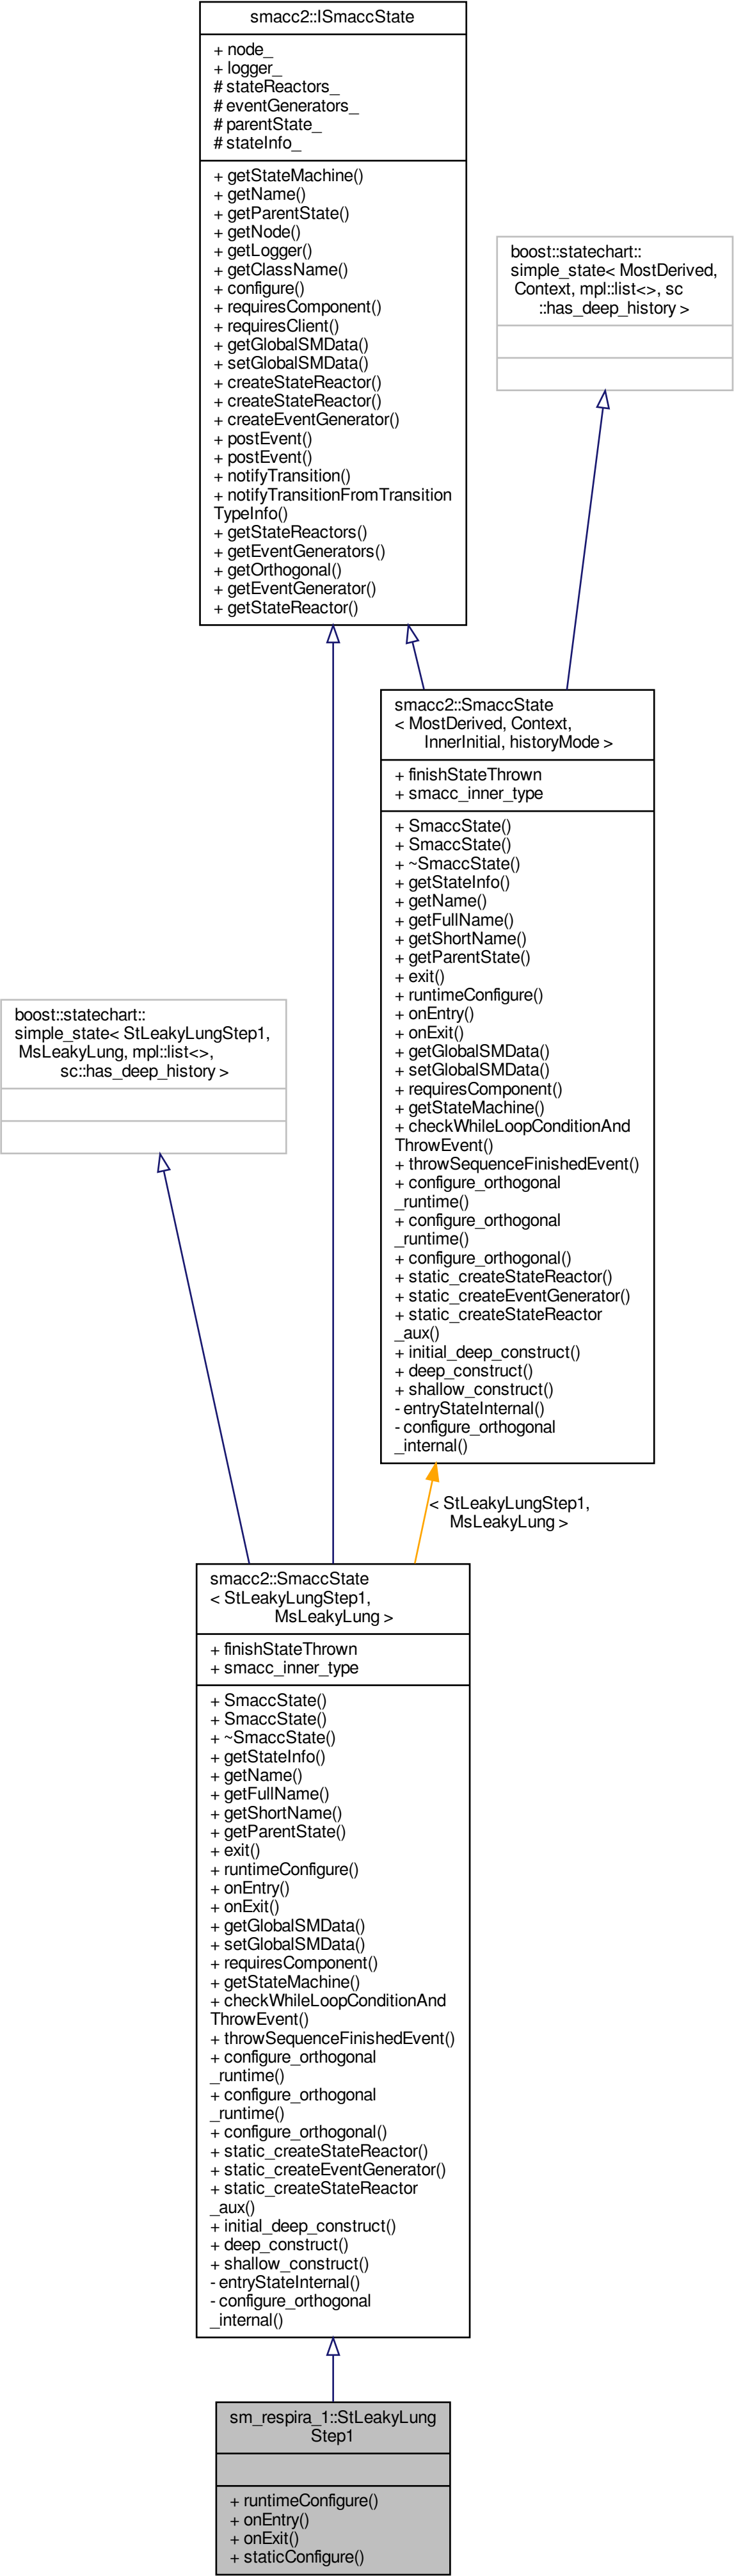 smacc2::ISmaccState
+ node_
+ logger_
# stateReactors_
# eventGenerators_
# parentState_
# stateInfo_
+ getStateMachine()
+ getName()
+ getParentState()
+ getNode()
+ getLogger()
+ getClassName()
+ configure()
+ requiresComponent()
+ requiresClient()
+ getGlobalSMData()
+ setGlobalSMData()
+ createStateReactor()
+ createStateReactor()
+ createEventGenerator()
+ postEvent()
+ postEvent()
+ notifyTransition()
+ notifyTransitionFromTransition
TypeInfo()
+ getStateReactors()
+ getEventGenerators()
+ getOrthogonal()
+ getEventGenerator()
+ getStateReactor()
boost::statechart::
simple_state< MostDerived,
Context, mpl::list<>, sc
::has_deep_history >
smacc2::SmaccState
< MostDerived, Context,
InnerInitial, historyMode >
+ finishStateThrown
+ smacc_inner_type
+ SmaccState()
+ SmaccState()
+ ~SmaccState()
+ getStateInfo()
+ getName()
+ getFullName()
+ getShortName()
+ getParentState()
+ exit()
+ runtimeConfigure()
+ onEntry()
+ onExit()
+ getGlobalSMData()
+ setGlobalSMData()
+ requiresComponent()
+ getStateMachine()
+ checkWhileLoopConditionAnd
ThrowEvent()
+ throwSequenceFinishedEvent()
+ configure_orthogonal
_runtime()
+ configure_orthogonal
_runtime()
+ configure_orthogonal()
+ static_createStateReactor()
+ static_createEventGenerator()
+ static_createStateReactor
_aux()
+ initial_deep_construct()
+ deep_construct()
+ shallow_construct()
- entryStateInternal()
- configure_orthogonal
_internal()
boost::statechart::
simple_state< StLeakyLungStep1,
MsLeakyLung, mpl::list<>,
sc::has_deep_history >
< StLeakyLungStep1,
MsLeakyLung >
smacc2::SmaccState
< StLeakyLungStep1,
MsLeakyLung >
+ finishStateThrown
+ smacc_inner_type
+ SmaccState()
+ SmaccState()
+ ~SmaccState()
+ getStateInfo()
+ getName()
+ getFullName()
+ getShortName()
+ getParentState()
+ exit()
+ runtimeConfigure()
+ onEntry()
+ onExit()
+ getGlobalSMData()
+ setGlobalSMData()
+ requiresComponent()
+ getStateMachine()
+ checkWhileLoopConditionAnd
ThrowEvent()
+ throwSequenceFinishedEvent()
+ configure_orthogonal
_runtime()
+ configure_orthogonal
_runtime()
+ configure_orthogonal()
+ static_createStateReactor()
+ static_createEventGenerator()
+ static_createStateReactor
_aux()
+ initial_deep_construct()
+ deep_construct()
+ shallow_construct()
- entryStateInternal()
- configure_orthogonal
_internal()
sm_respira_1::StLeakyLung
Step1
+ runtimeConfigure()
+ onEntry()
+ onExit()
+ staticConfigure()